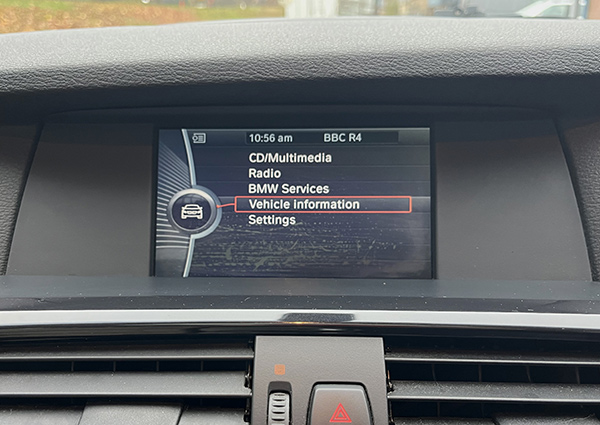 10:56 am BBC R4
CD/Multimedia
Radio
BMW Services
Vehicle information
Settings